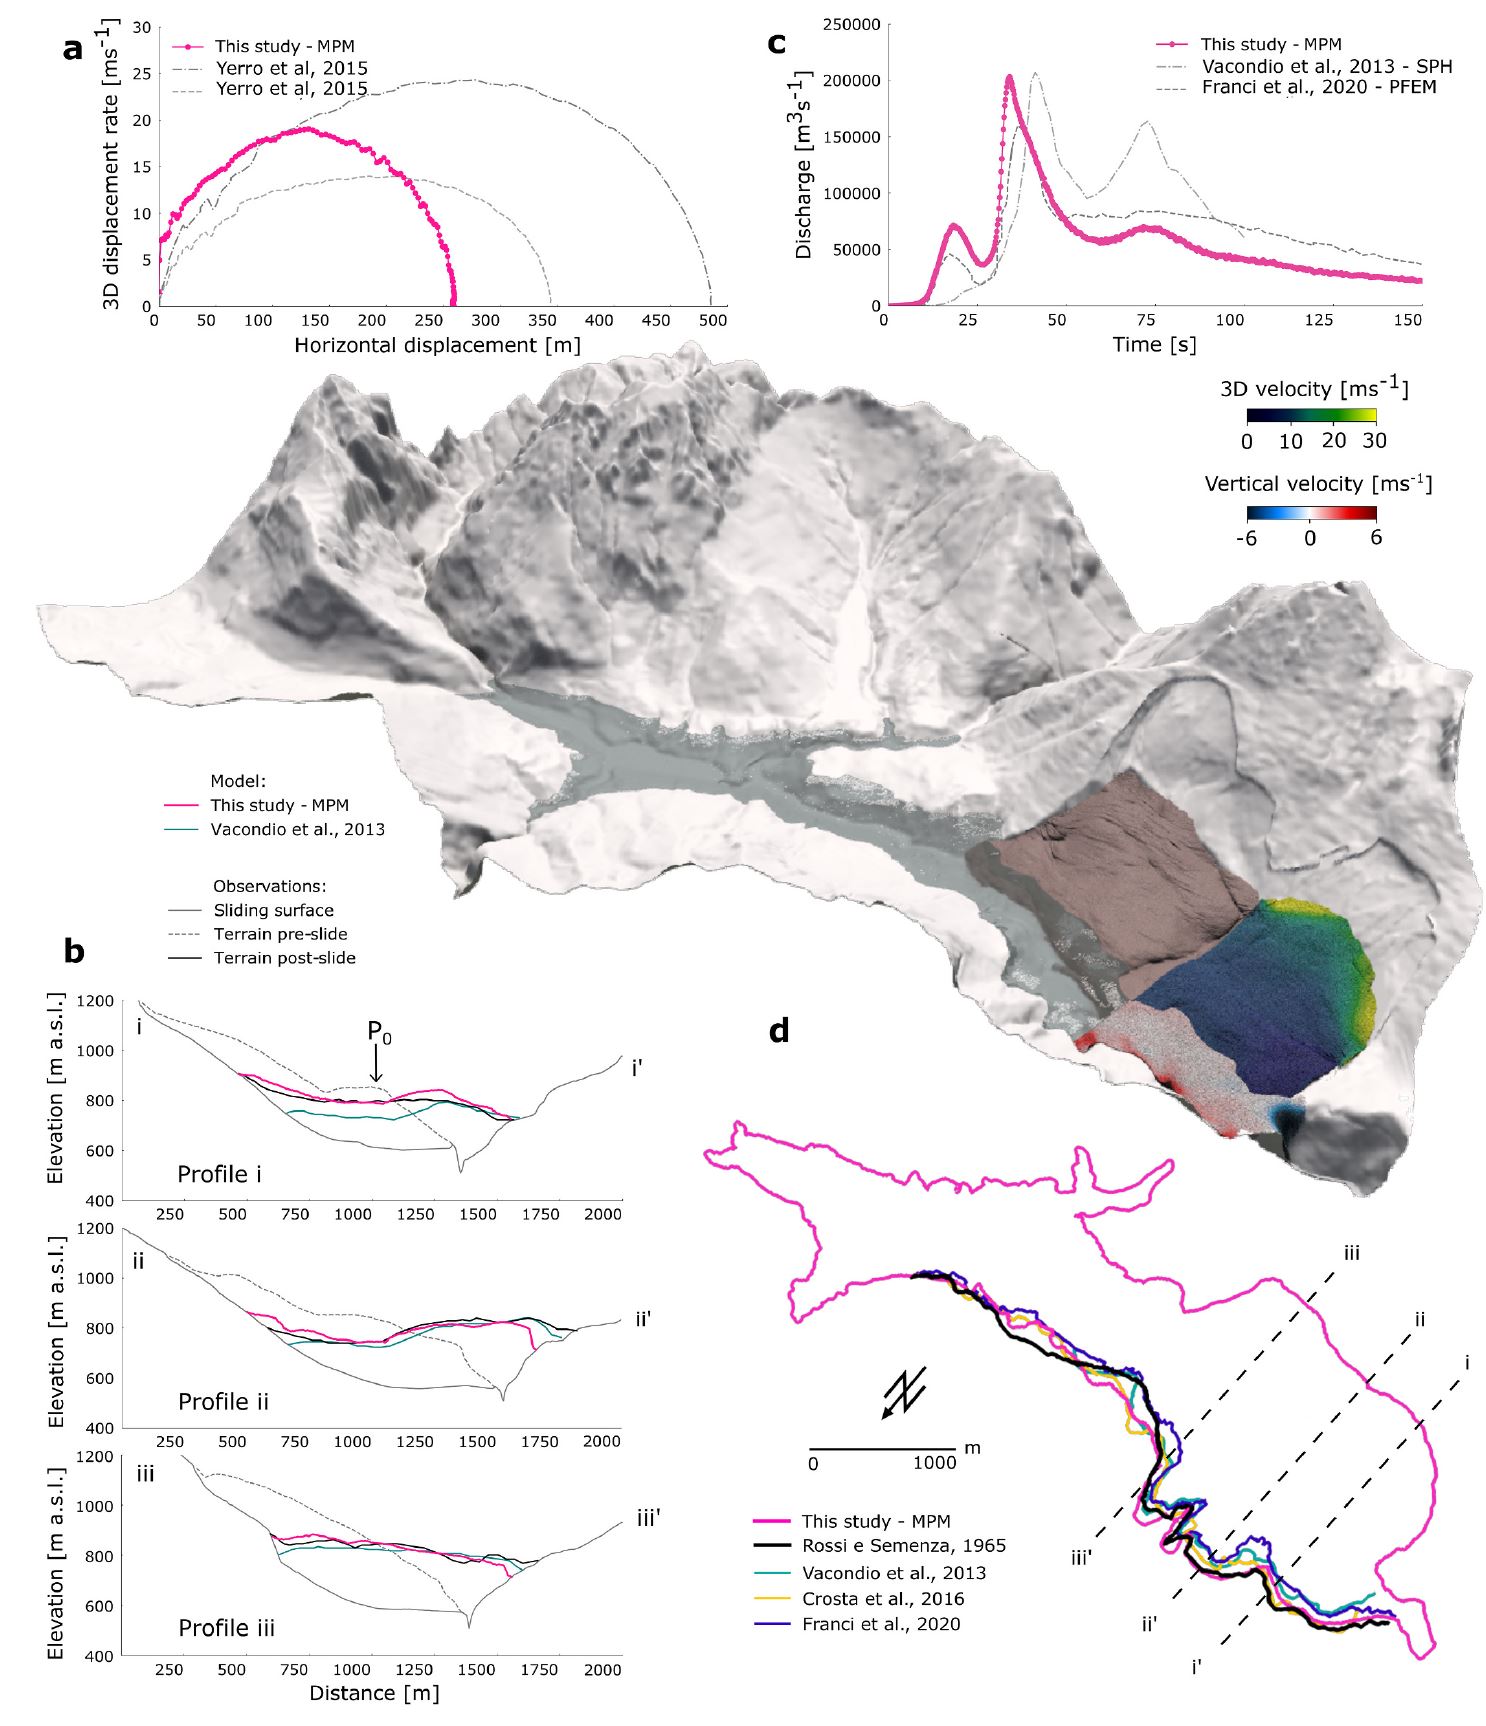 a
3D displacement rate [ms-1]
30
25
20
15
10
5
0
This study - MPM
Yerro et al, 2015
Yerro et al, 2015
0 50 100 150 200 250 300 350 400 450 500
Horizontal displacement [m]
c
Discharge [m3s-1]
250000
200000
150000
100000
50000
0
This study - MPM
Vacondio et al., 2013 - SPH
Franci et al., 2020 - PFEM
0 25 50 75 100 125 150
Time [s]
3D velocity [ms-1]
0 10 20 30
Vertical velocity [ms-1]
-6 0 6
Model:
This study - MPM
Vacondio et al., 2013
Observations:
Sliding surface
Terrain pre-slide
Terrain post-slide
b
Elevation [m a.s.l.]
1200
1000
800
600
400
i
P0
i'
Profile i
250 500 750 1000 1250 1500 1750 2000
Elevation [m a.s.l.]
1200
1000
800
600
400
ii
ii'
Profile ii
250 500 750 1000 1250 1500 1750 2000
Elevation [m a.s.l.]
1200
1000
800
600
400
iii
iii'
Profile iii
250 500 750 1000 1250 1500 1750 2000
Distance [m]
d
iii
ii
i
iii'
ii'
i'
m
0 1000
This study - MPM
Rossi e Semenza, 1965
Vacondio et al., 2013
Crosta et al., 2016
Franci et al., 2020